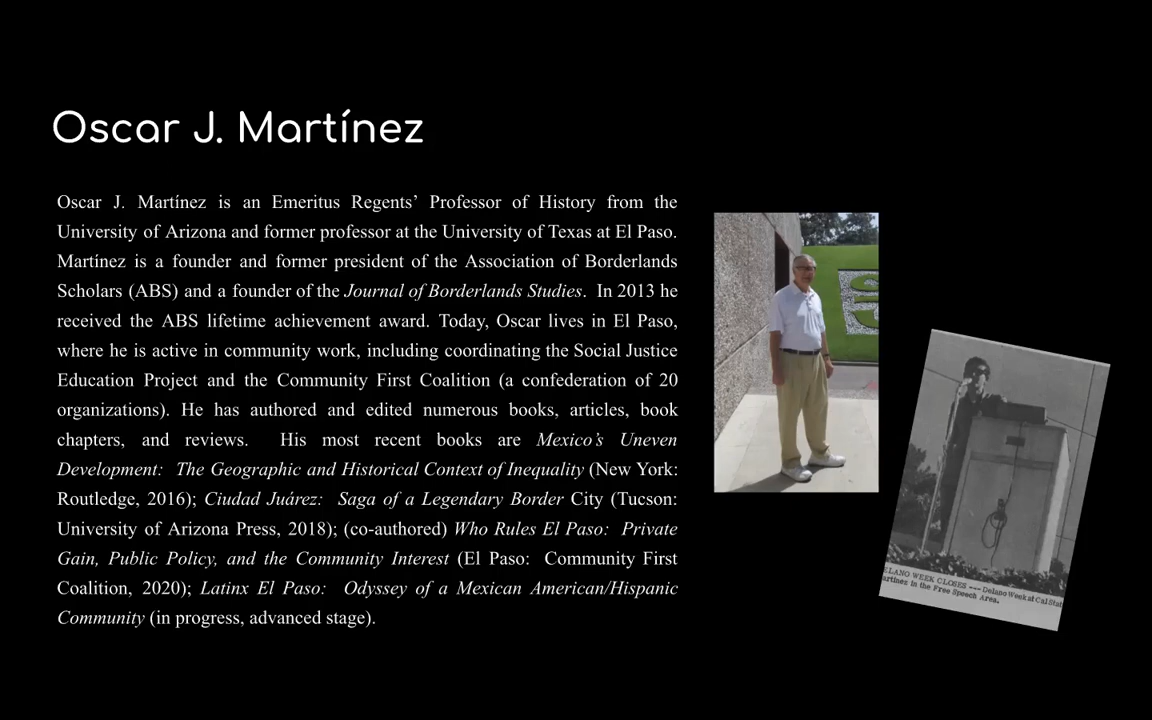 Oscar J. Martínez
Oscar J. Martínez is an Emeritus Regents’ Professor of History from the
University of Arizona and former professor at the University of Texas at El Paso.
Martínez is a founder and former president of the Association of Borderlands
Scholars (ABS) and a founder of the Journal of Borderlands Studies. In 2013 he
received the ABS lifetime achievement award. Today, Oscar lives in El Paso,
where he is active in community work, including coordinating the Social Justice
Education Project and the Community First Coalition (a confederation of 20
organizations). He has authored and edited numerous books, articles, book
chapters, and reviews. His most recent books are Mexico’s Uneven
Development: The Geographic and Historical Context of Inequality (New York:
Routledge, 2016); Ciudad Juárez: Saga of a Legendary Border City (Tucson:
University of Arizona Press, 2018); (co-authored) Who Rules El Paso: Private
Gain, Public Policy, and the Community Interest (El Paso: Community First
Coalition, 2020); Latinx El Paso: Odyssey of a Mexican American/Hispanic
Community (in progress, advanced stage).
ELANO WEEK CLOSES --- Delano Week at Cal Stat
artinez in the Free Speech Area.